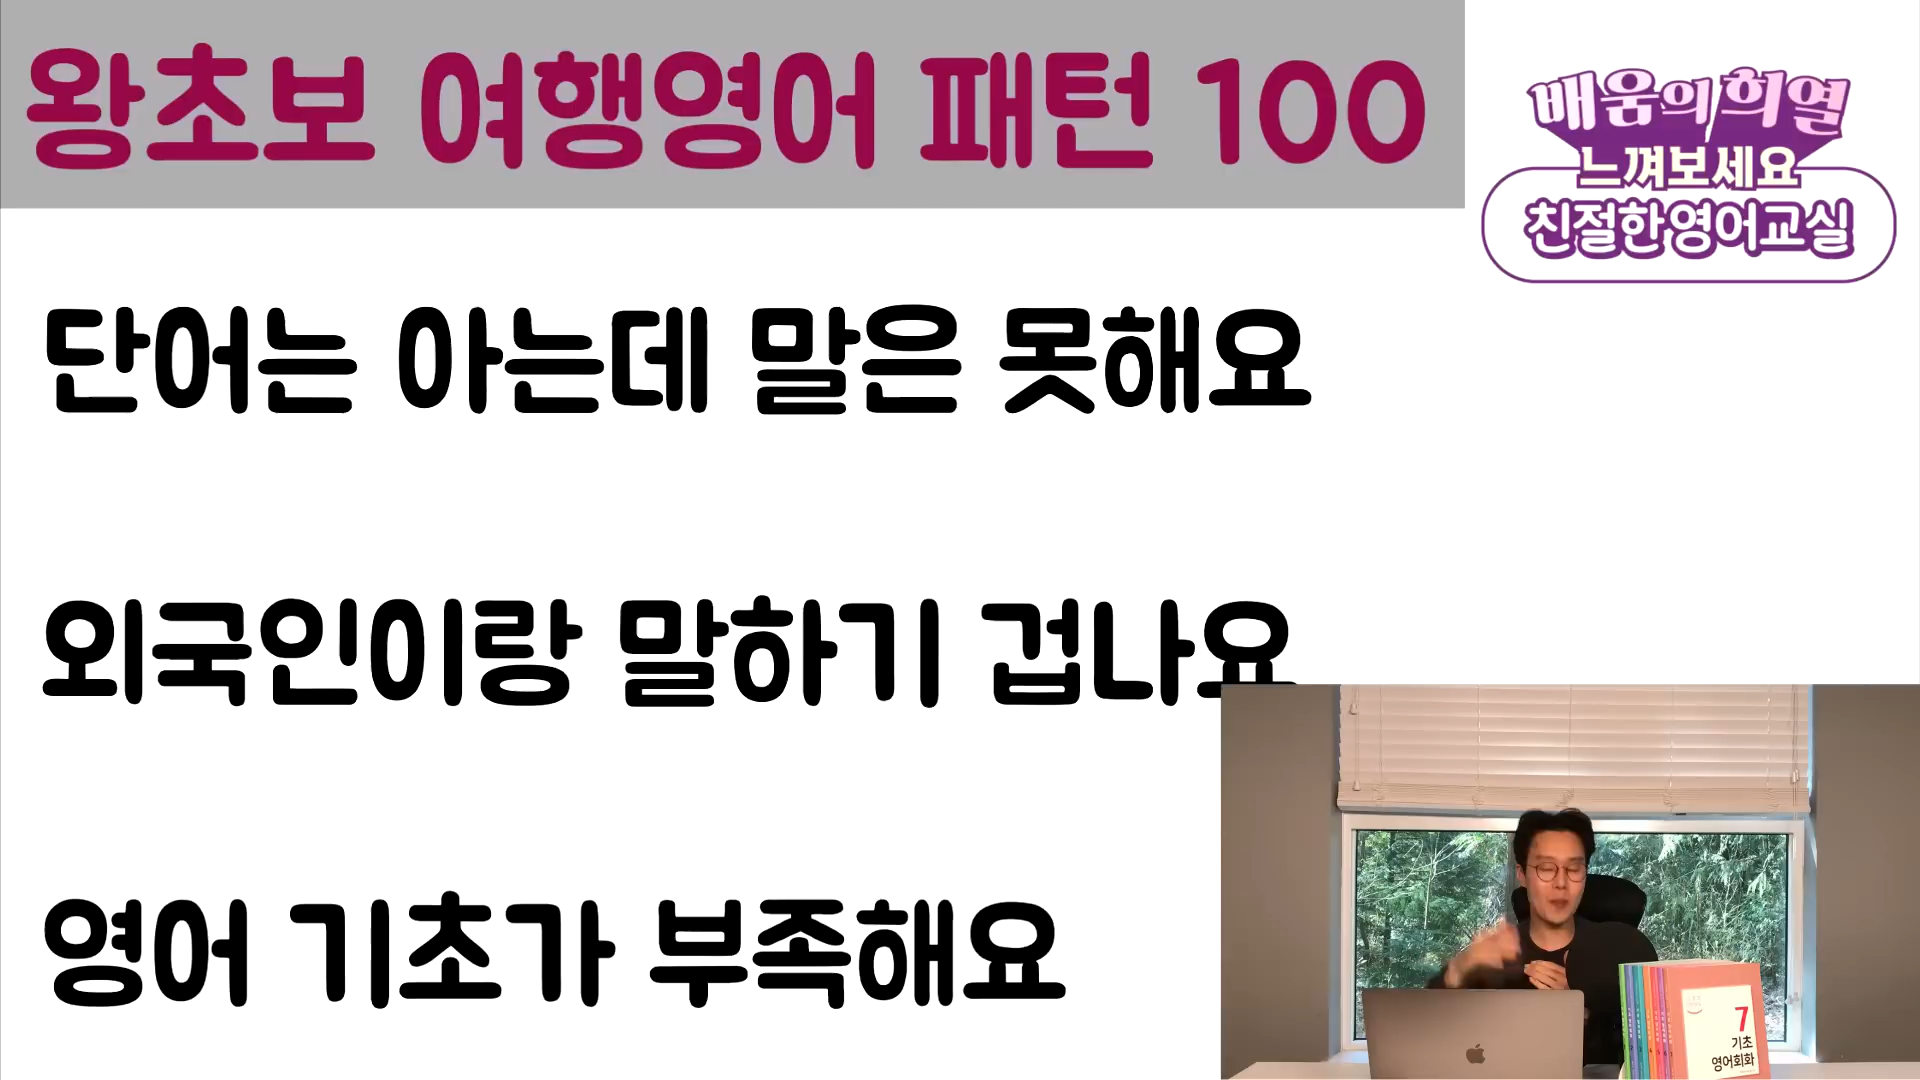 왕초보 여행영어 패턴 100
배움의 희열
느껴보세요
친절한영어교실
단어는 아는데 말은 못해요
외국인이랑 말하기 겁나요
영어 기초가 부족해요
7
기초
영어회화